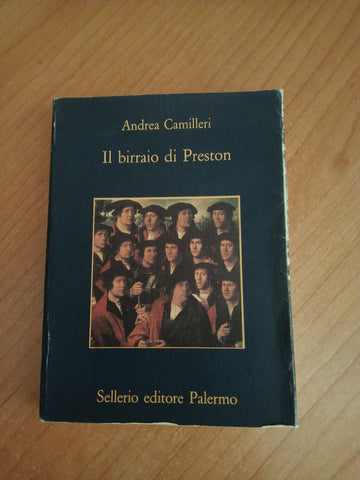 Andrea Camilleri
Il birraio di Preston
Sellerio editore Palermo